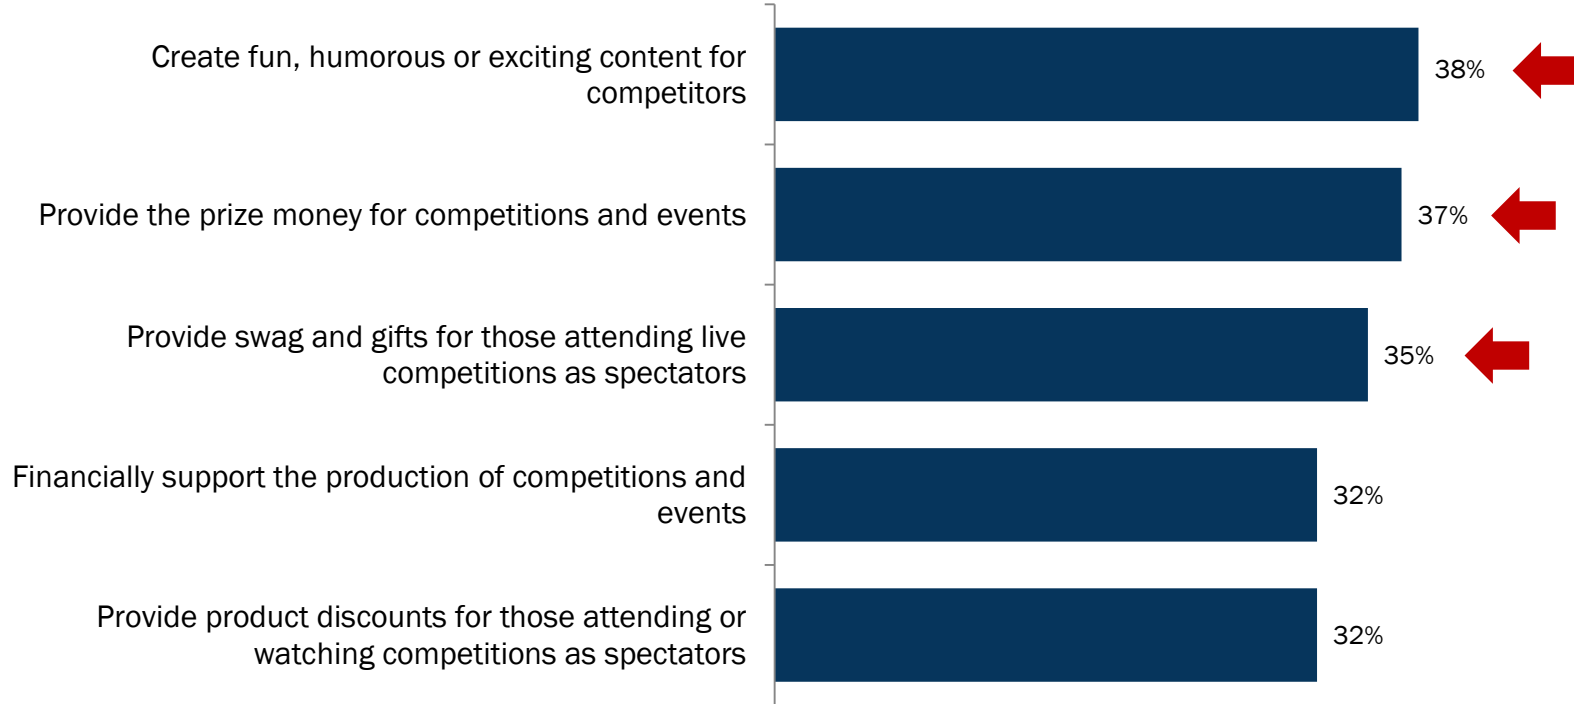 Create fun, humorous or exciting content for
competitors
38%
Provide the prize money for competitions and events
37%
Provide swag and gifts for those attending live
competitions as spectators
35%
Financially support the production of competitions and
events
32%
Provide product discounts for those attending or
watching competitions as spectators
32%